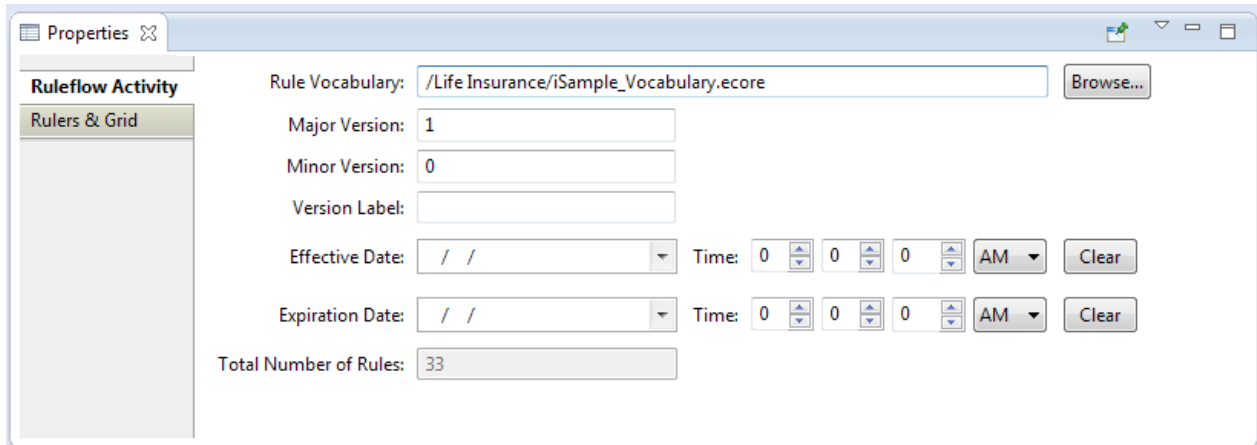 Properties
Ruleflow Activity
Rulers & Grid
Rule Vocabulary: /Life Insurance/iSample_Vocabulary.ecore Browse...
Major Version: 1
Minor Version: 0
Version Label:
Effective Date: / / Time: 0 0 0 AM Clear
Expiration Date: / / Time: 0 0 0 AM Clear
Total Number of Rules: 33